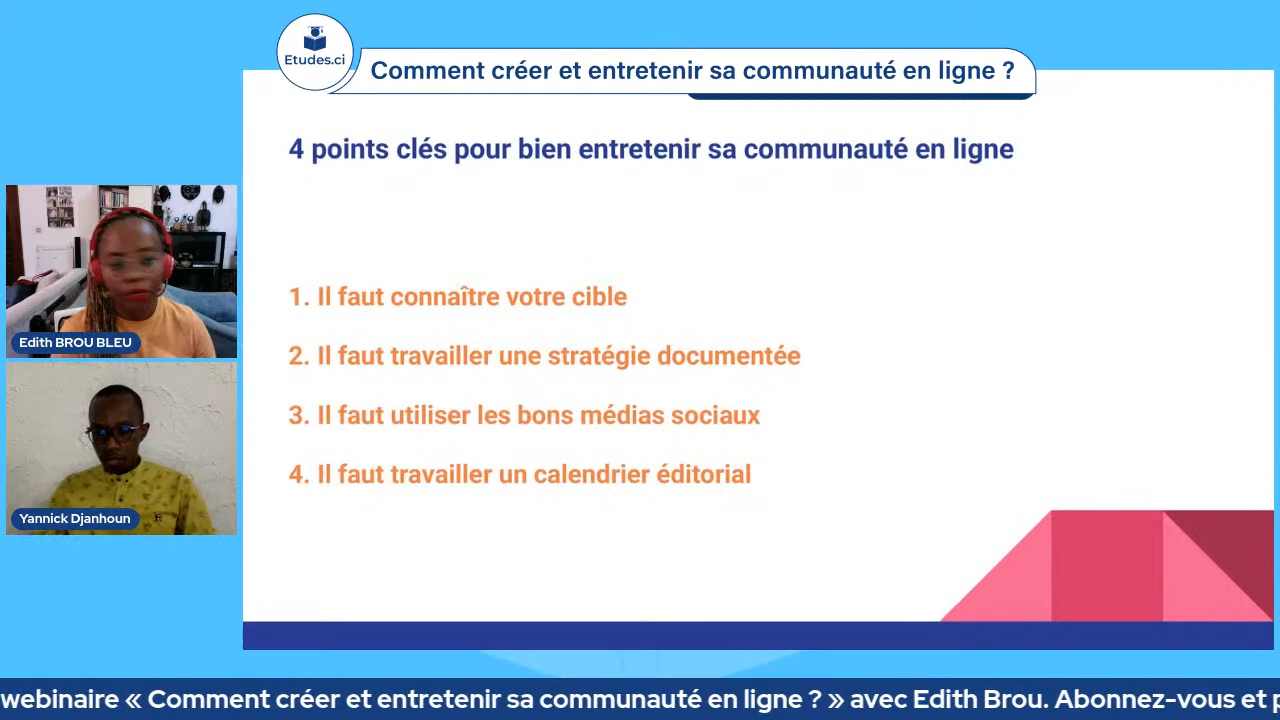 Etudes.ci
Comment créer et entretenir sa communauté en ligne ?
4 points clés pour bien entretenir sa communauté en ligne
1. Il faut connaître votre cible
2. Il faut travailler une stratégie documentée
3. Il faut utiliser les bons médias sociaux
4. Il faut travailler un calendrier éditorial
Edith BROU BLEU
Yannick Djanhoun
webinaire « Comment créer et entretenir sa communauté en ligne ? » avec Edith Brou. Abonnez-vous et